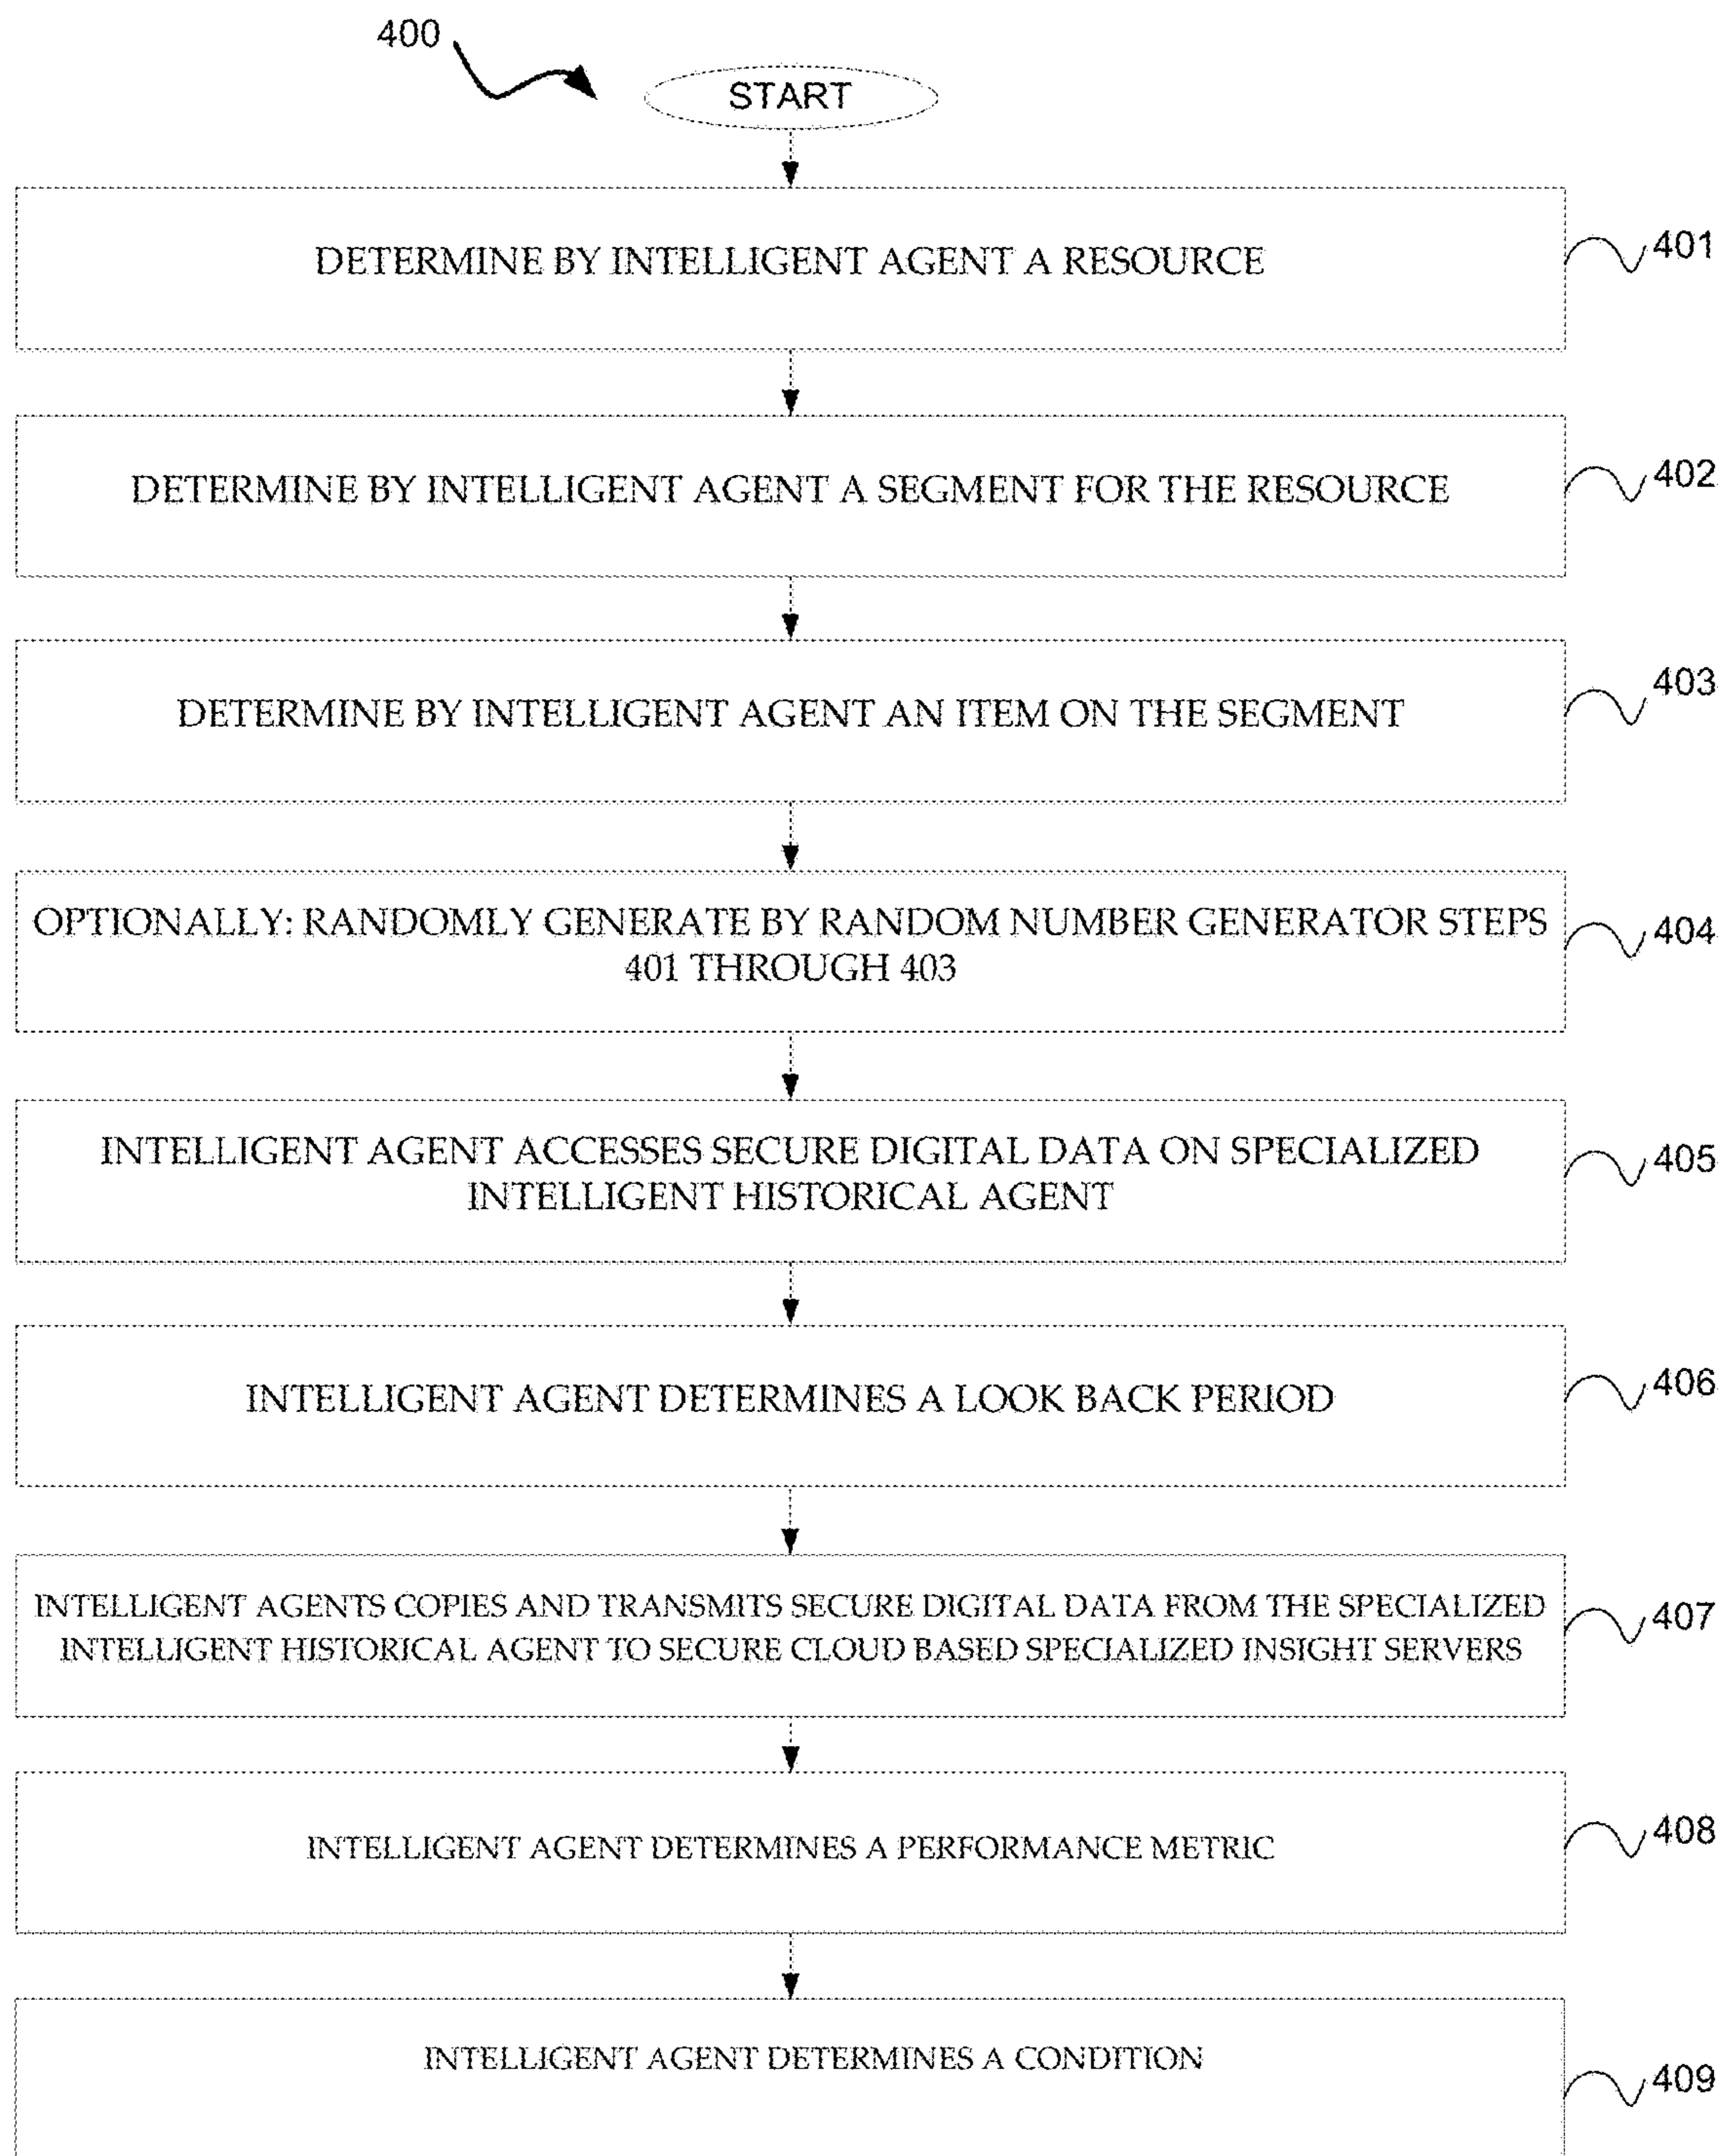 400
START
DETERMINE BY INTELLIGENT AGENT A RESOURCE
401
DETERMINE BY INTELLIGENT AGENT A SEGMENT FOR THE RESOURCE
402
DETERMINE BY INTELLIGENT AGENT AN ITEM ON THE SEGMENT
403
OPTIONALLY: RANDOMLY GENERATE BY RANDOM NUMBER GENERATOR STEPS
401 THROUGH 403
404
INTELLIGENT AGENT ACCESSES SECURE DIGITAL DATA ON SPECIALIZED
INTELLIGENT HISTORICAL AGENT
405
INTELLIGENT AGENT DETERMINES A LOOK BACK PERIOD
406
INTELLIGENT AGENTS COPIES AND TRANSMITS SECURE DIGITAL DATA FROM THE SPECIALIZED
INTELLIGENT HISTORICAL AGENT TO SECURE CLOUD BASED SPECIALIZED INSIGHT SERVERS
407
INTELLIGENT AGENT DETERMINES A PERFORMANCE METRIC
408
INTELLIGENT AGENT DETERMINES A CONDITION
409